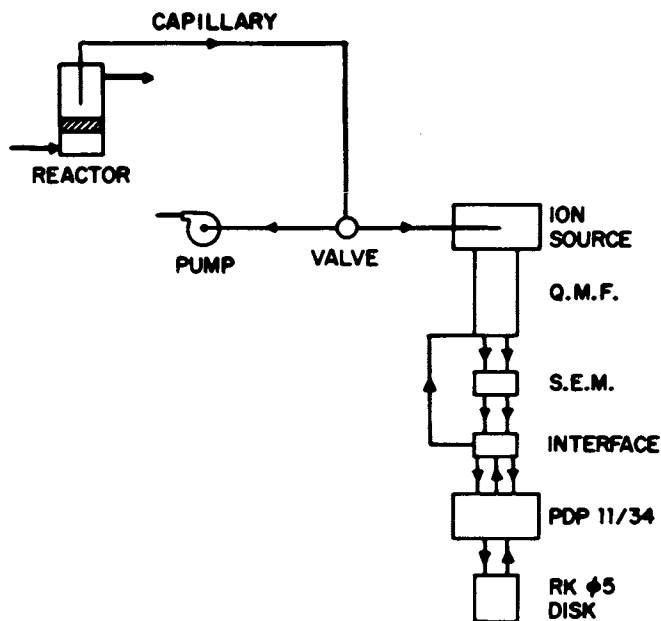 CAPILLARY
REACTOR
PUMP
VALVE
ION
SOURCE
Q.M.F.
S.E.M.
INTERFACE
PDP 11/34
RK ϕ5
DISK